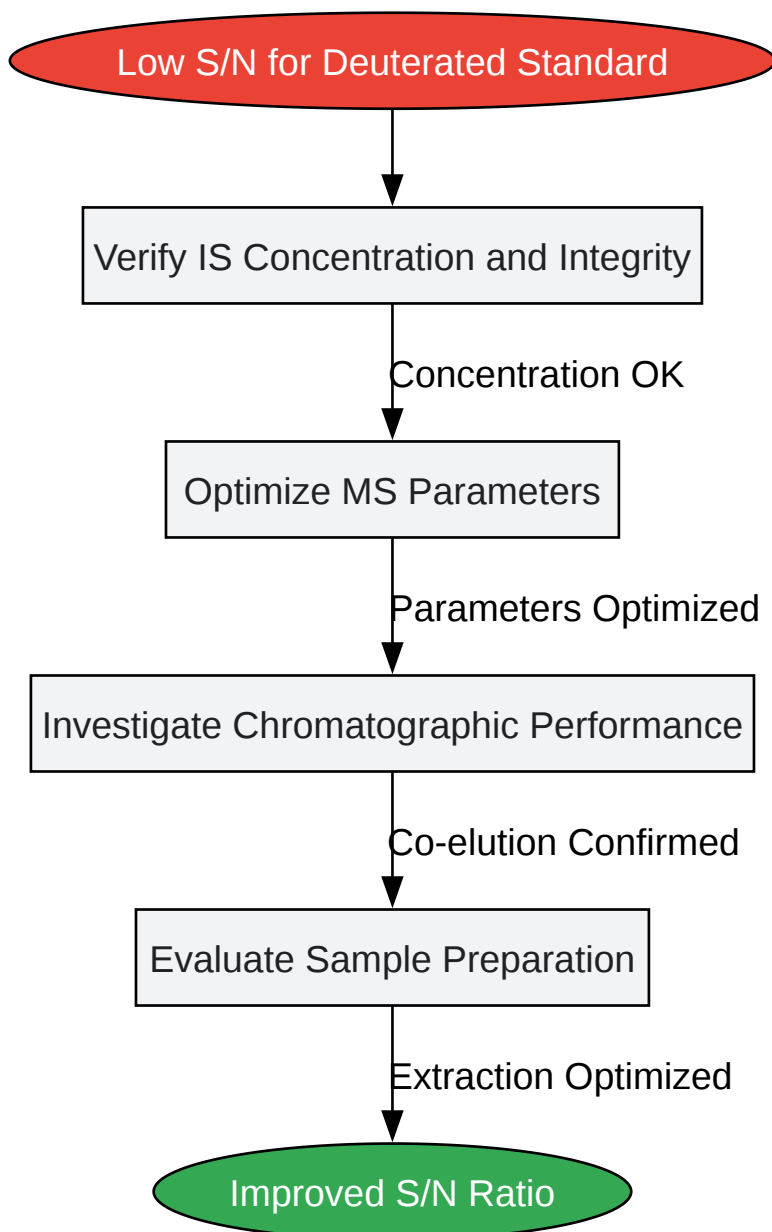 Low S/N for Deuterated Standard
Verify IS Concentration and Integrity
Concentration OK
Optimize MS Parameters
Parameters Optimized
Investigate Chromatographic Performance
Co-elution Confirmed
Evaluate Sample Preparation
Extraction Optimized
Improved S/N Ratio